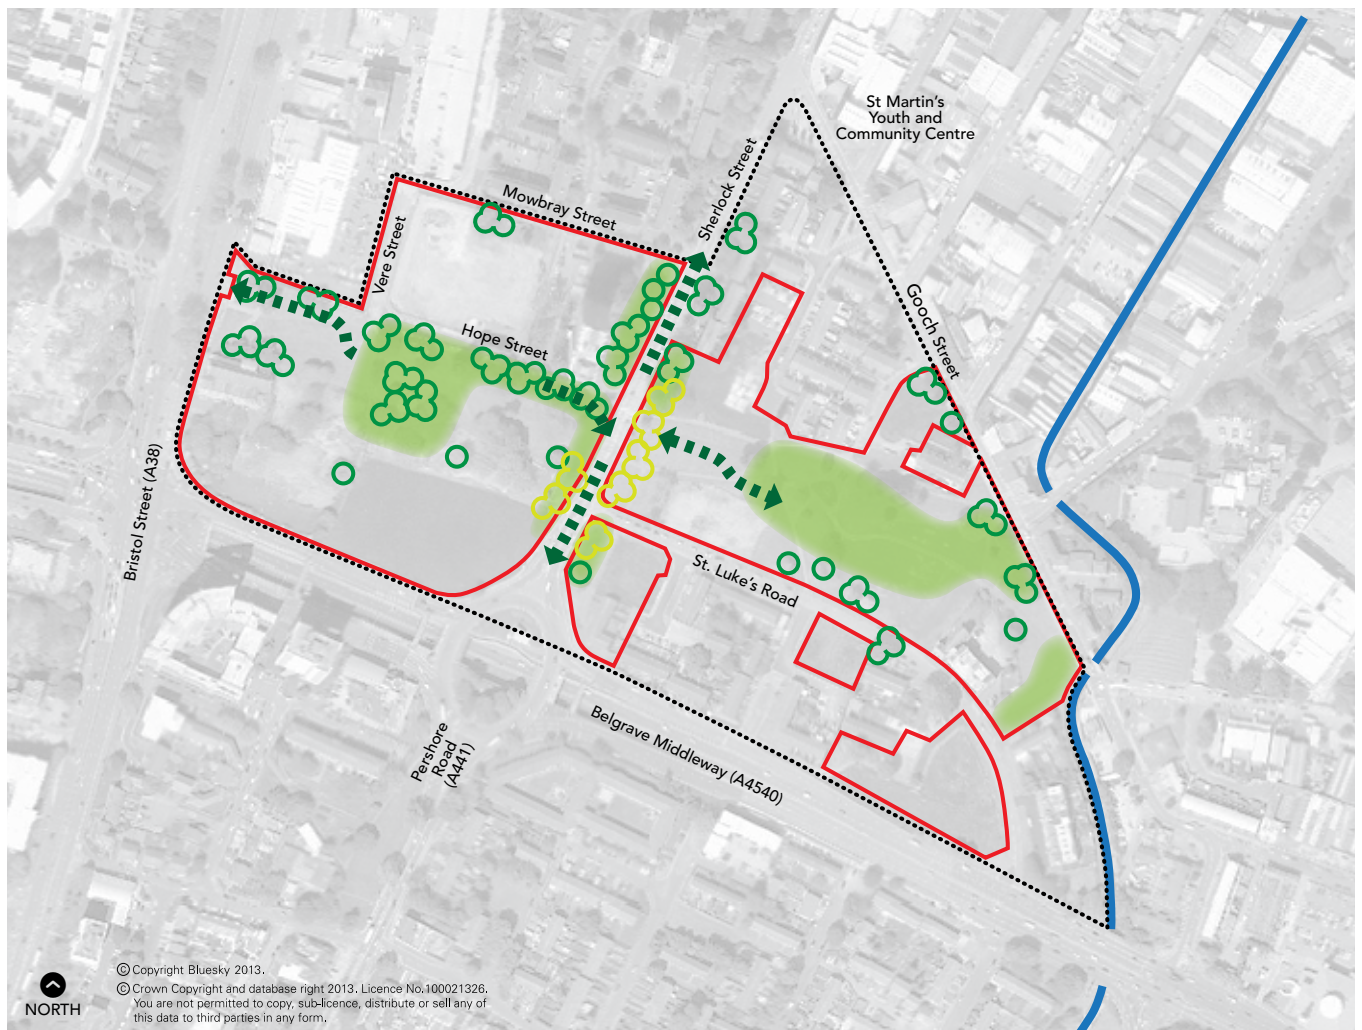 St Martin's
Youth and
Community Centre
Sherlock Street
Mowbray Street
Vere Street
Gooch Street
Hope Street
Bristol Street (A38)
St. Luke's Road
Belgrave Middleway (A4540)
Pershore
Road
(A441)
NORTH
© Copyright Bluesky 2013.
© Crown Copyright and database right 2013. Licence No.100021326.
You are not permitted to copy, sub-licence, distribute or sell any of
this data to third parties in any form.